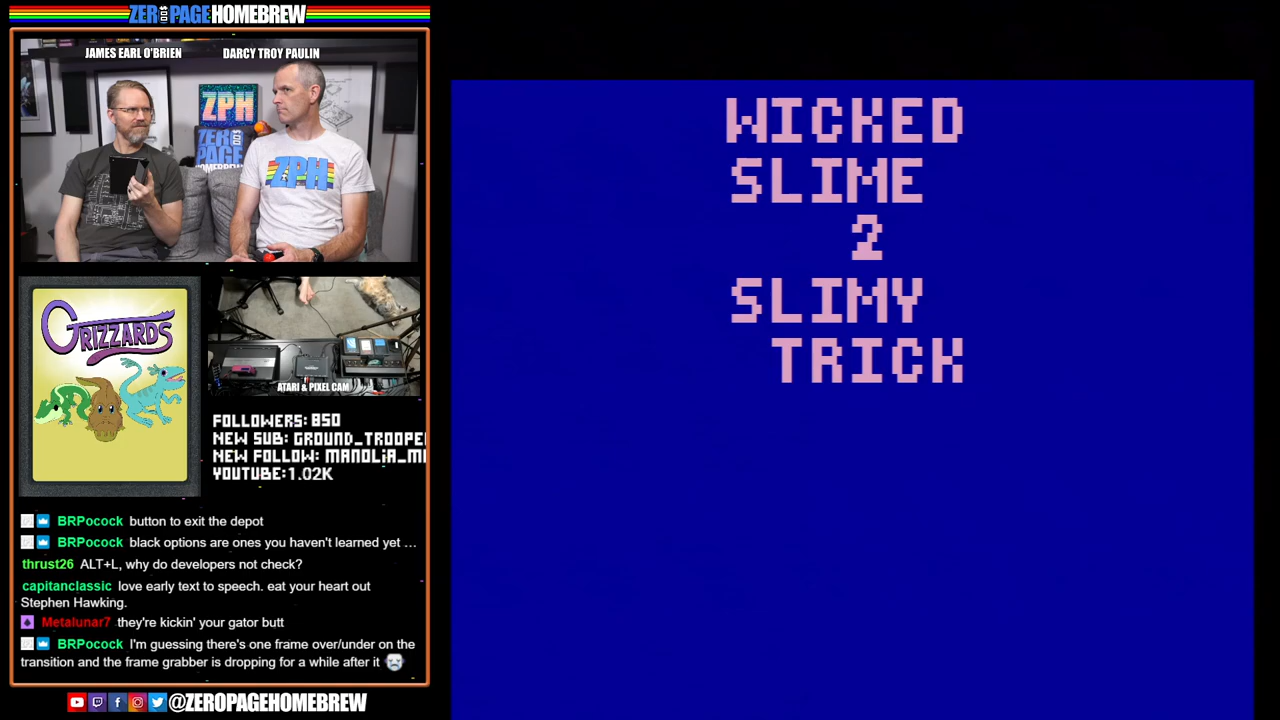 ZEROPAGEHOMEBREW
JAMES EARL O'BRIEN
DARCY TROY PAULIN
ZPH
ZERO
PAGE
HOMEBREW
ZPH
GRIZZARDS
ATARI & PIXEL CAM
FOLLOWERS: 850
NEW SUB: GROUND_TROOPER
NEW FOLLOW: MANOLIA_M
YOUTUBE:1.02K
BRPocock button to exit the depot
BRPocock black options are ones you haven't learned yet …
thrust26 ALT+L, why do developers not check?
capitanclassic love early text to speech. eat your heart out
Stephen Hawking.
Metalunar7 they're kickin' your gator butt
BRPocock I'm guessing there's one frame over/under on the
transition and the frame grabber is dropping for a while after it
@ZEROPAGEHOMEBREW
WICKED
SLIME
2
SLIMY
TRICK